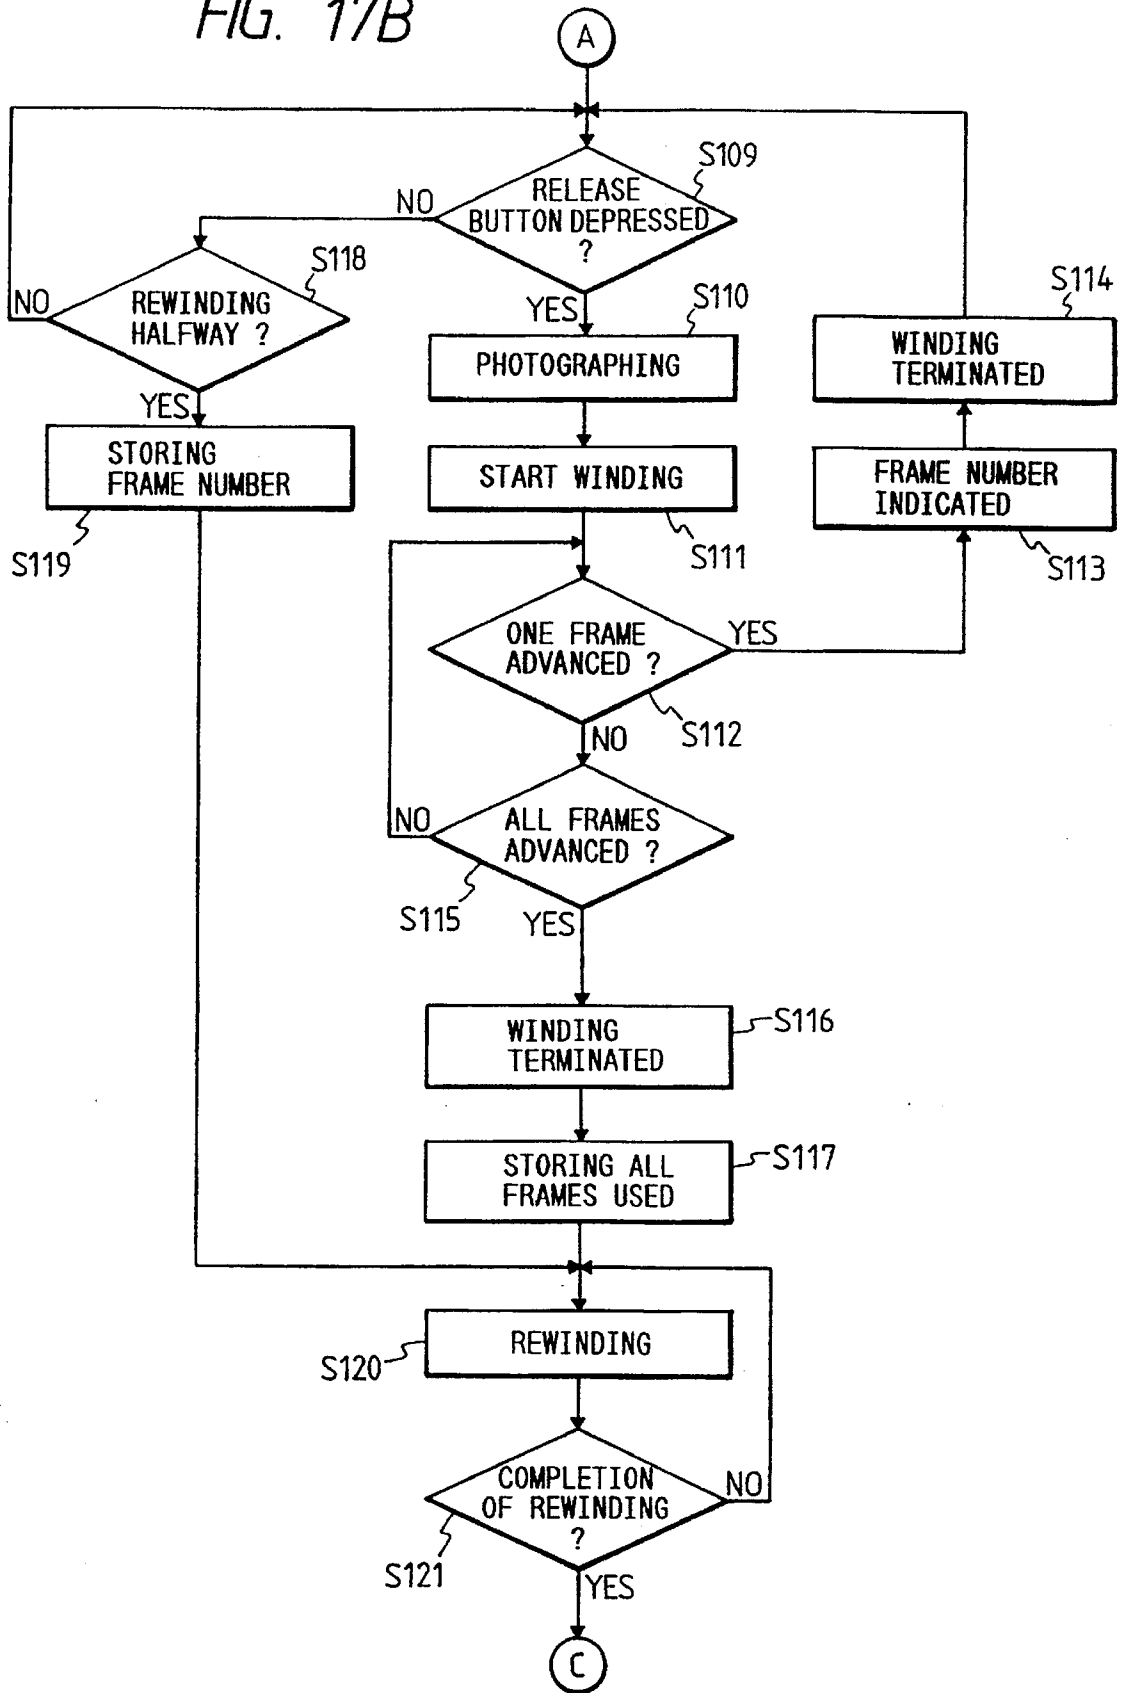 FIG. 17B
A
S109
RELEASE
BUTTON DEPRESSED
?
NO
YES
S118
REWINDING
HALFWAY ?
NO
YES
S110
PHOTOGRAPHING
S114
WINDING
TERMINATED
STORING
FRAME NUMBER
S119
START WINDING
S111
FRAME NUMBER
INDICATED
S113
ONE FRAME
ADVANCED ?
YES
S112
NO
ALL FRAMES
ADVANCED ?
NO
S115
YES
WINDING
TERMINATED
S116
STORING ALL
FRAMES USED
S117
REWINDING
S120
COMPLETION
OF REWINDING
?
NO
S121
YES
C